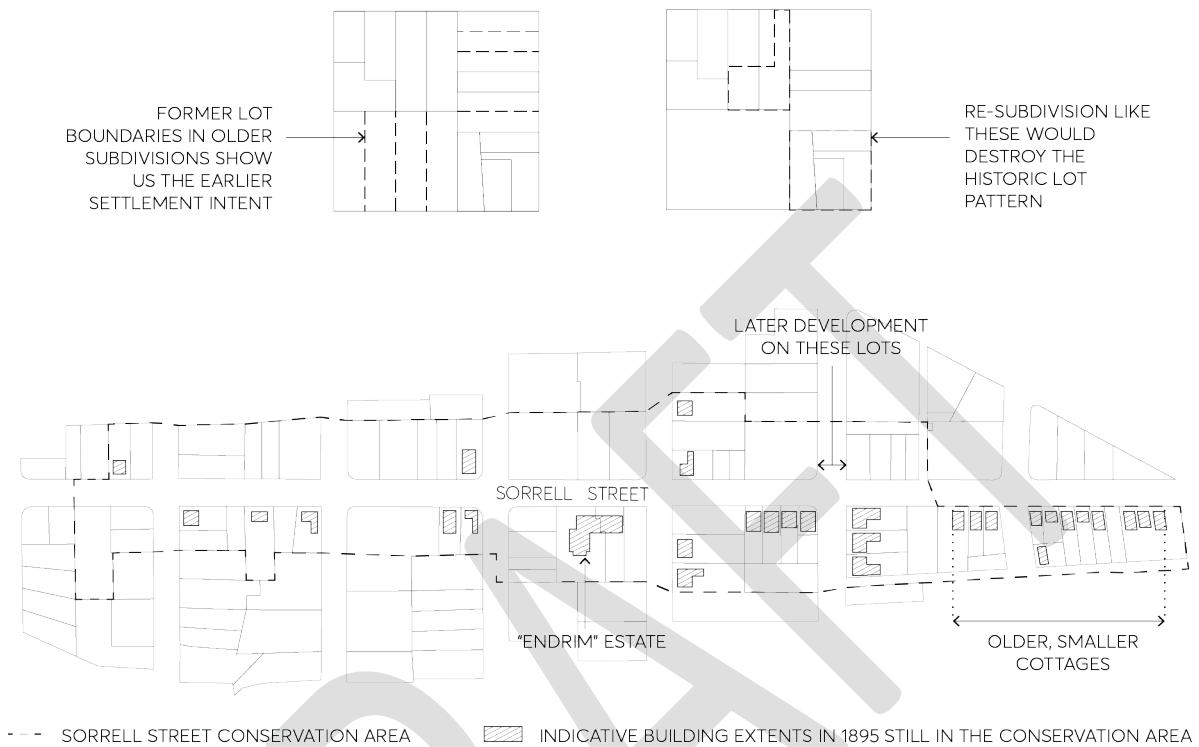 FORMER LOT
BOUNDARIES IN OLDER
SUBDIVISIONS SHOW
US THE EARLIER
SETTLEMENT INTENT
RE-SUBDIVISION LIKE
THESE WOULD
DESTROY THE
HISTORIC LOT
PATTERN
LATER DEVELOPMENT
ON THESE LOTS
SORRELL STREET
"ENDRIM" ESTATE
OLDER, SMALLER
COTTAGES
SORRELL STREET CONSERVATION AREA
INDICATIVE BUILDING EXTENTS IN 1895 STILL IN THE CONSERVATION AREA
DRAFT